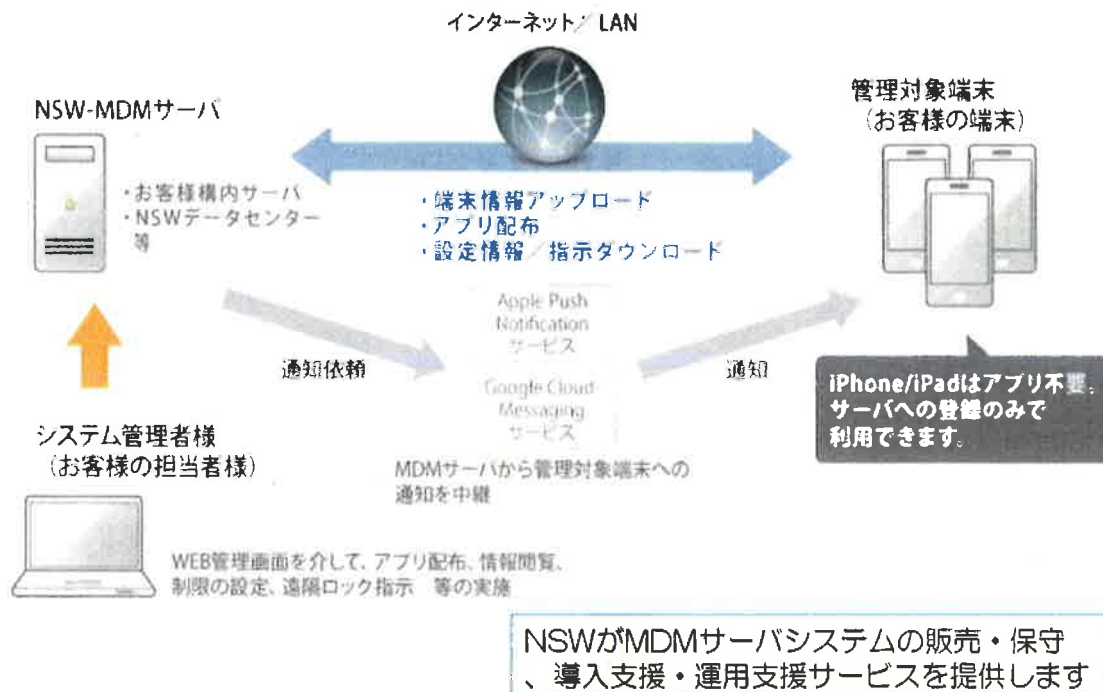 インターネット／LAN
NSW-MDMサーバ
・お客様構内サーバ
・NSWデータセンター
等
管理対象端末
（お客様の端末）
・端末情報アップロード
・アプリ配布
・設定情報／指示ダウンロード
Apple Push
Notification
サービス
通知依頼
通知
Google Cloud
Messaging
サービス
iPhone/iPadはアプリ不要。
サーバへの登録のみで
利用できます。
システム管理者様
（お客様の担当者様）
MDMサーバから管理対象端末への
通知を中継
WEB管理画面を介して、アプリ配布、情報閲覧、
制限の設定、遠隔ロック指示　等の実施
NSWがMDMサーバシステムの販売・保守
、導入支援・運用支援サービスを提供します